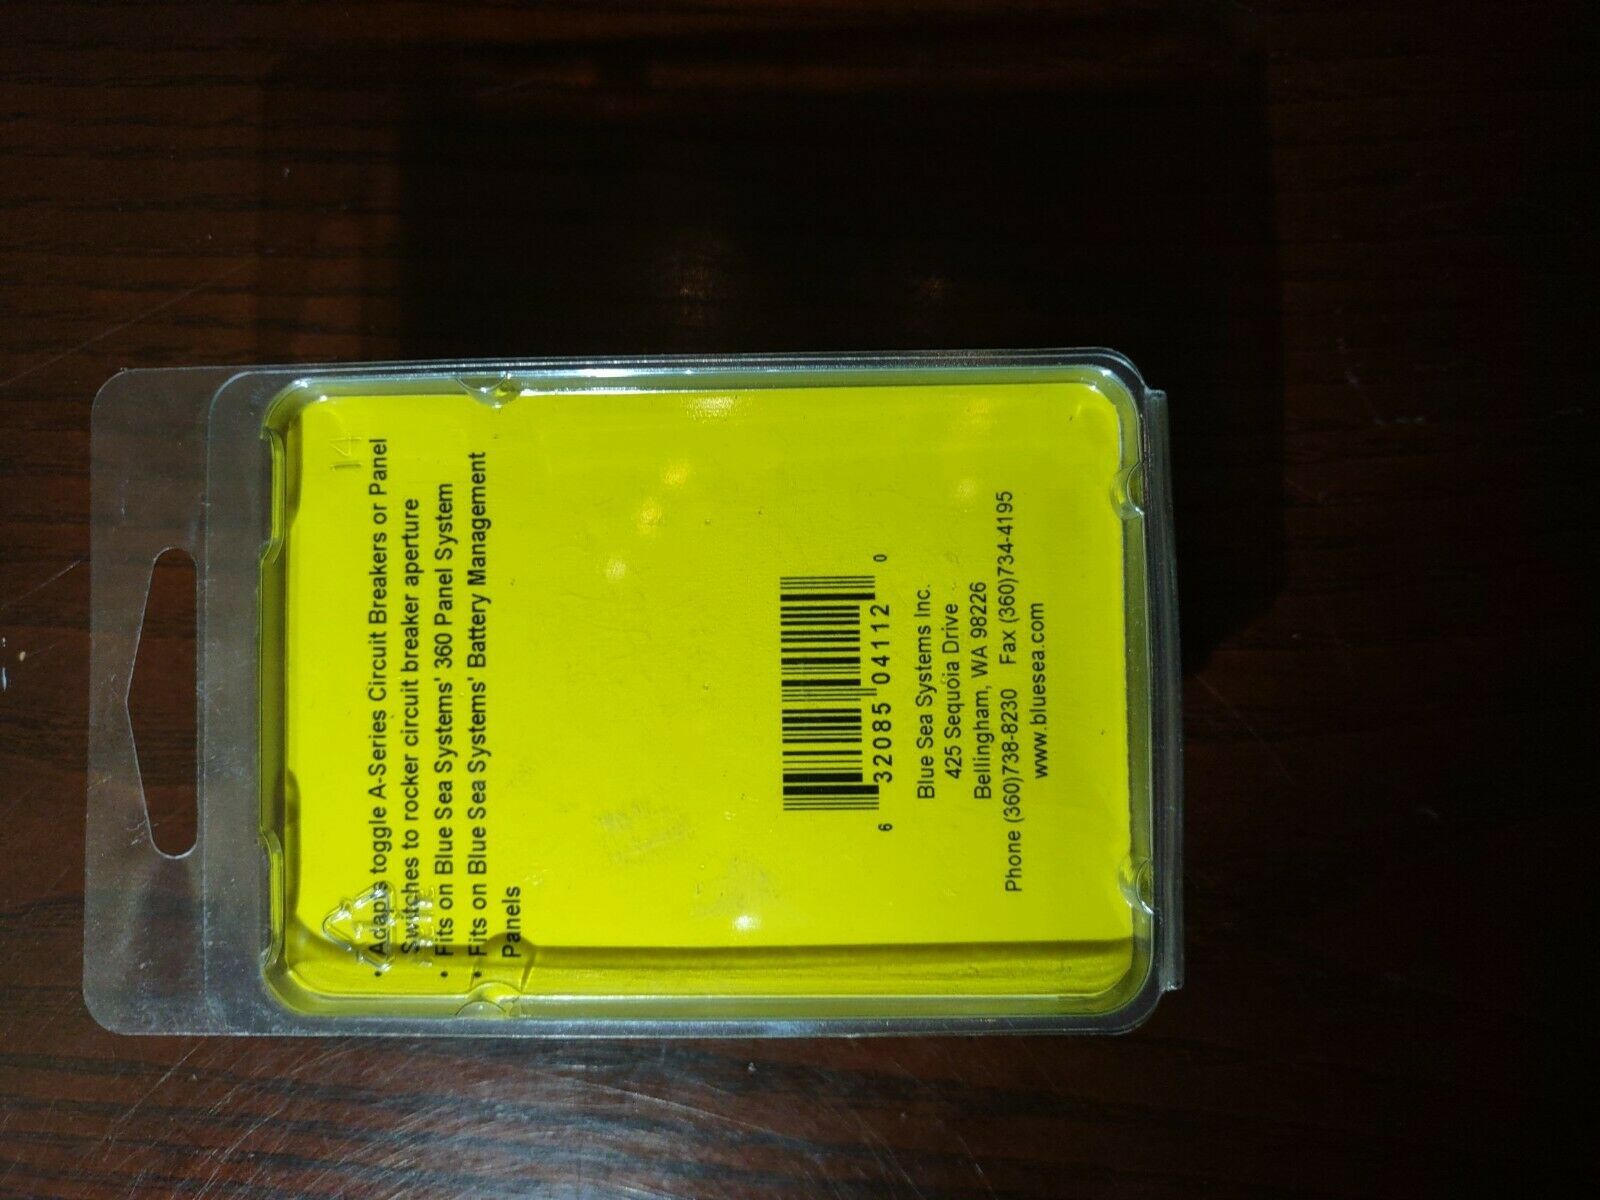 14
• Adapts toggle A-Series Circuit Breakers or Panel
Switches to rocker circuit breaker aperture
• Fits on Blue Sea Systems' 360 Panel System
• Fits on Blue Sea Systems' Battery Management
Panels
6 32085 04112 0
Blue Sea Systems Inc.
425 Sequoia Drive
Bellingham, WA 98226
Phone (360)738-8230 Fax (360)734-4195
www.bluesea.com